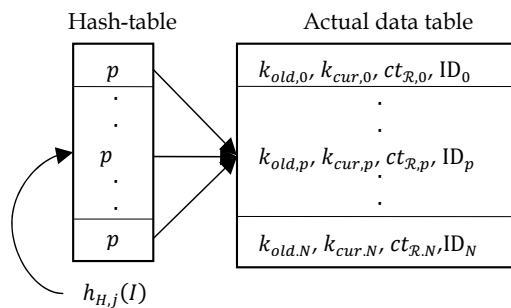 Hash-table Actual data table
p k_{old,0}, k_{cur,0}, ct_{ℛ,0}, ID_0
p k_{old,p}, k_{cur,p}, ct_{ℛ,p}, ID_p
p k_{old.N}, k_{cur.N}, ct_{ℛ.N},ID_N
h_{H,j}(I)